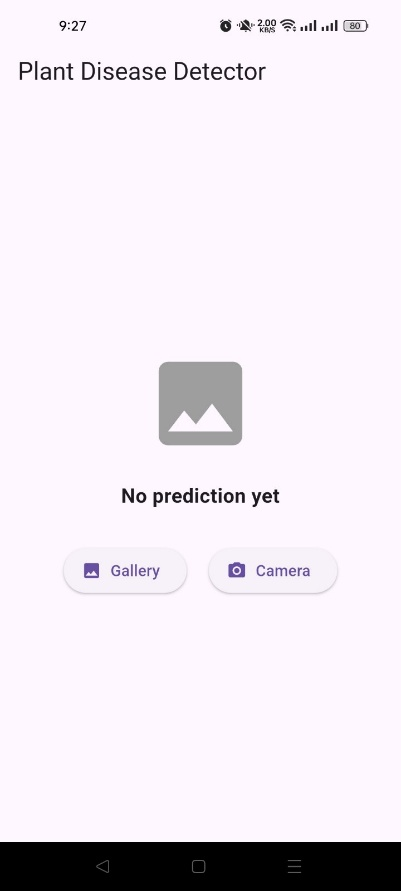 9:27
2.00
KB/S
80
Plant Disease Detector
No prediction yet
Gallery
Camera